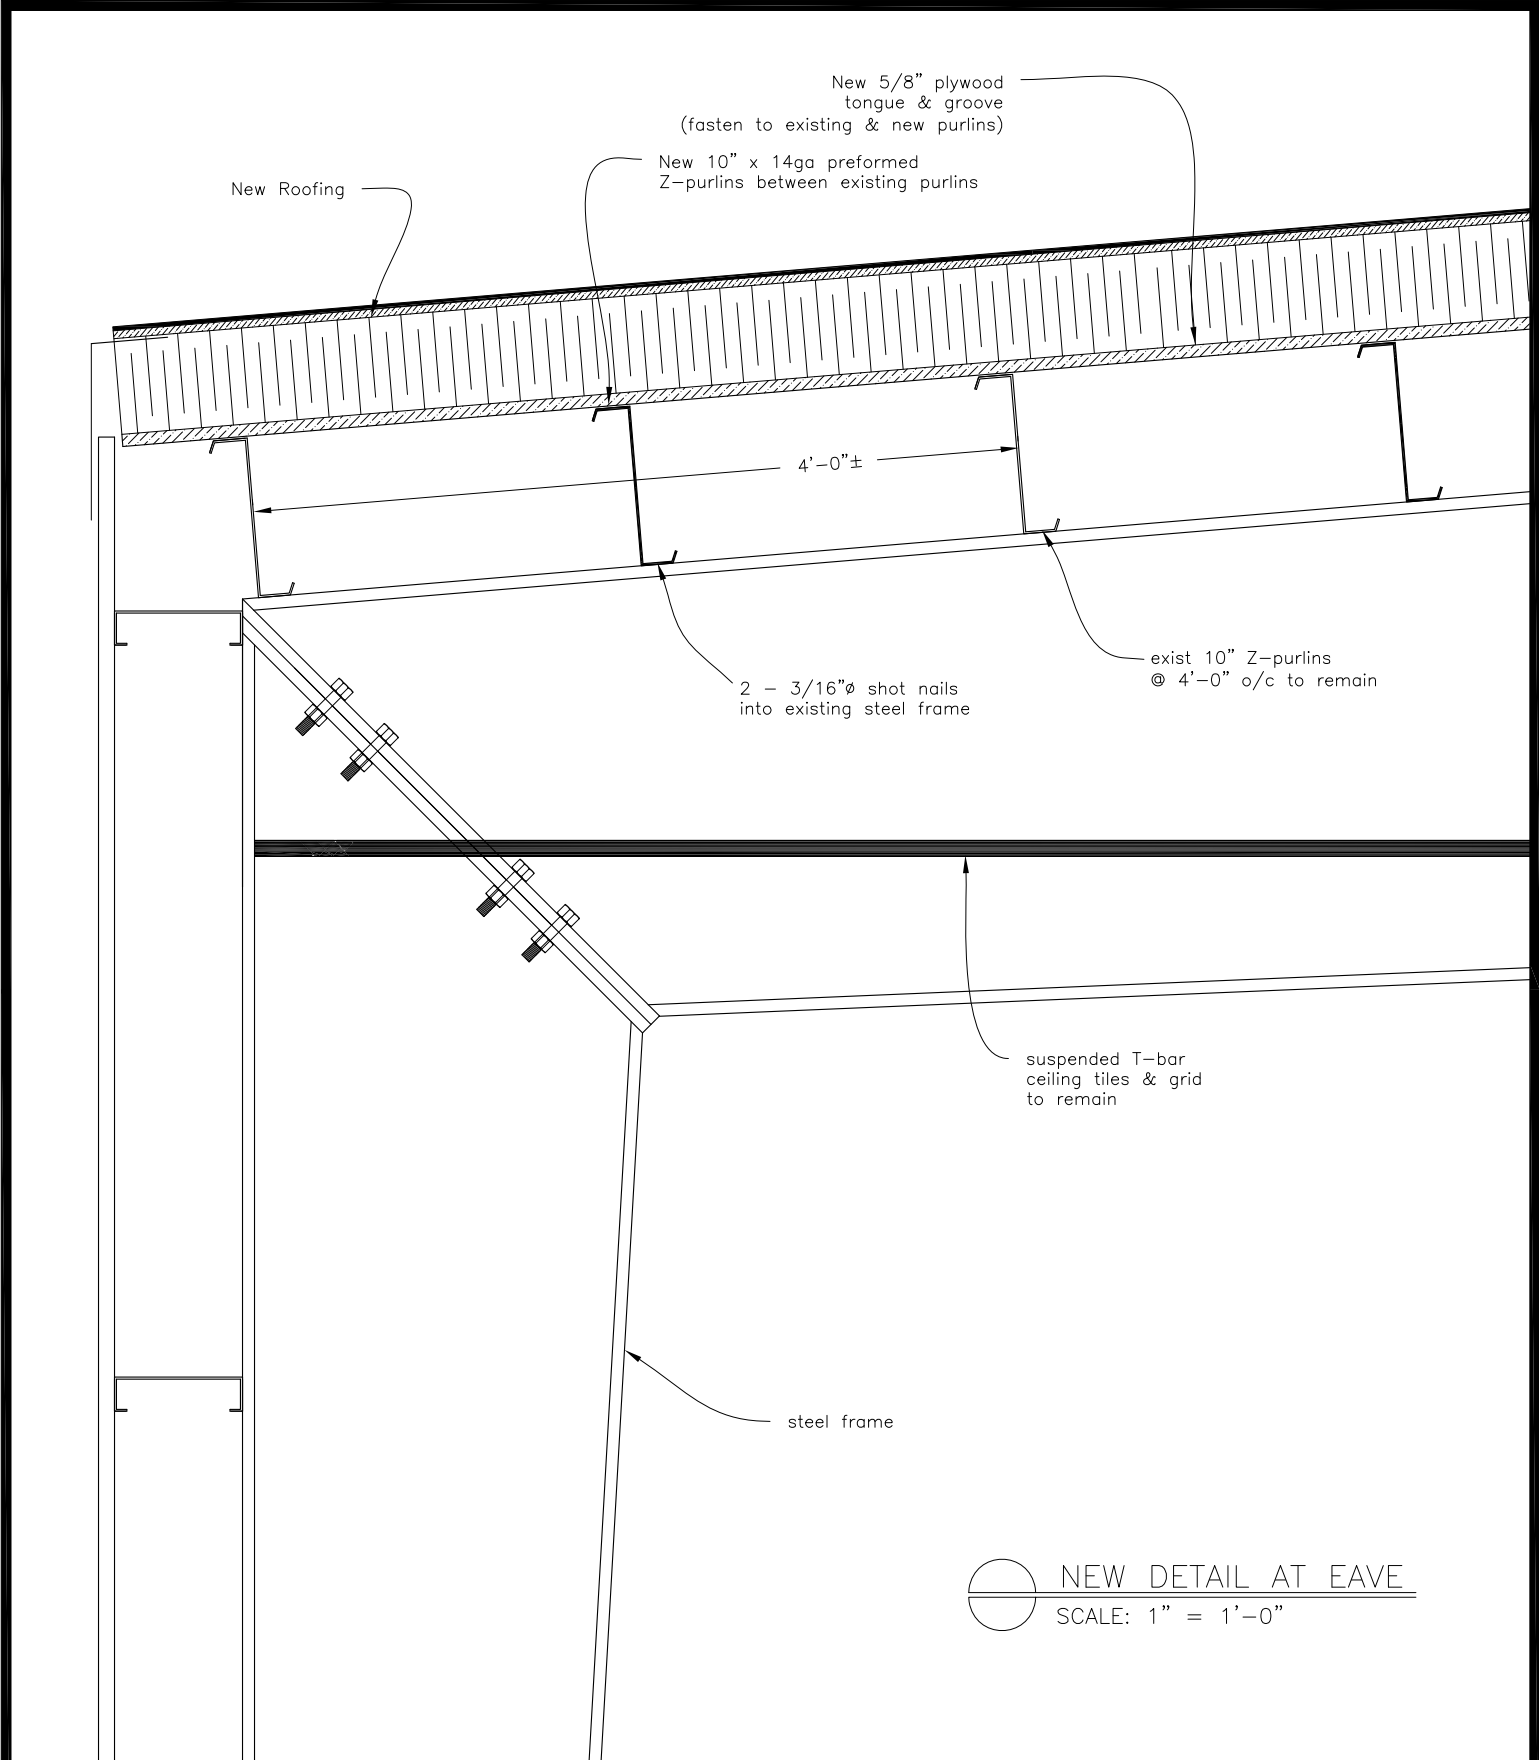 New 5/8" plywood
tongue & groove
(fasten to existing & new purlins)
New 10" x 14ga preformed
Z-purlins between existing purlins
New Roofing
4'-0"±
exist 10" Z-purlins
@ 4'-0" o/c to remain
2 - 3/16"ø shot nails
into existing steel frame
suspended T-bar
ceiling tiles & grid
to remain
steel frame
NEW DETAIL AT EAVE
SCALE: 1" = 1'-0"